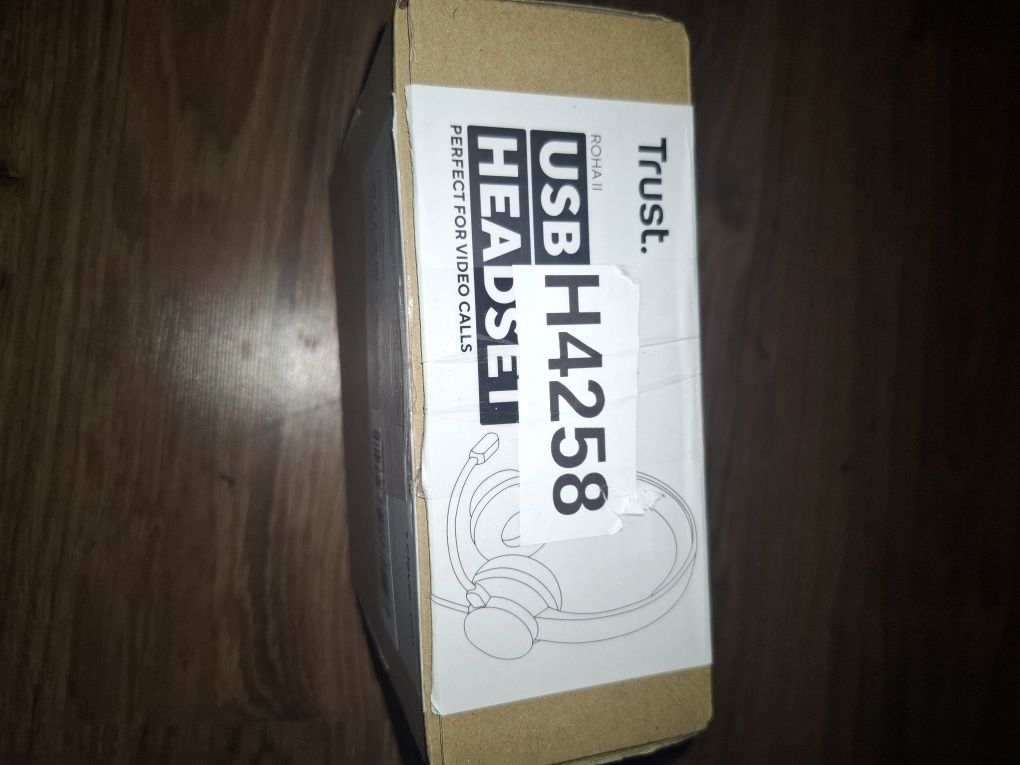 Trust.
ROHA II
USB
HEADSET
PERFECT FOR VIDEO CALLS
H4258